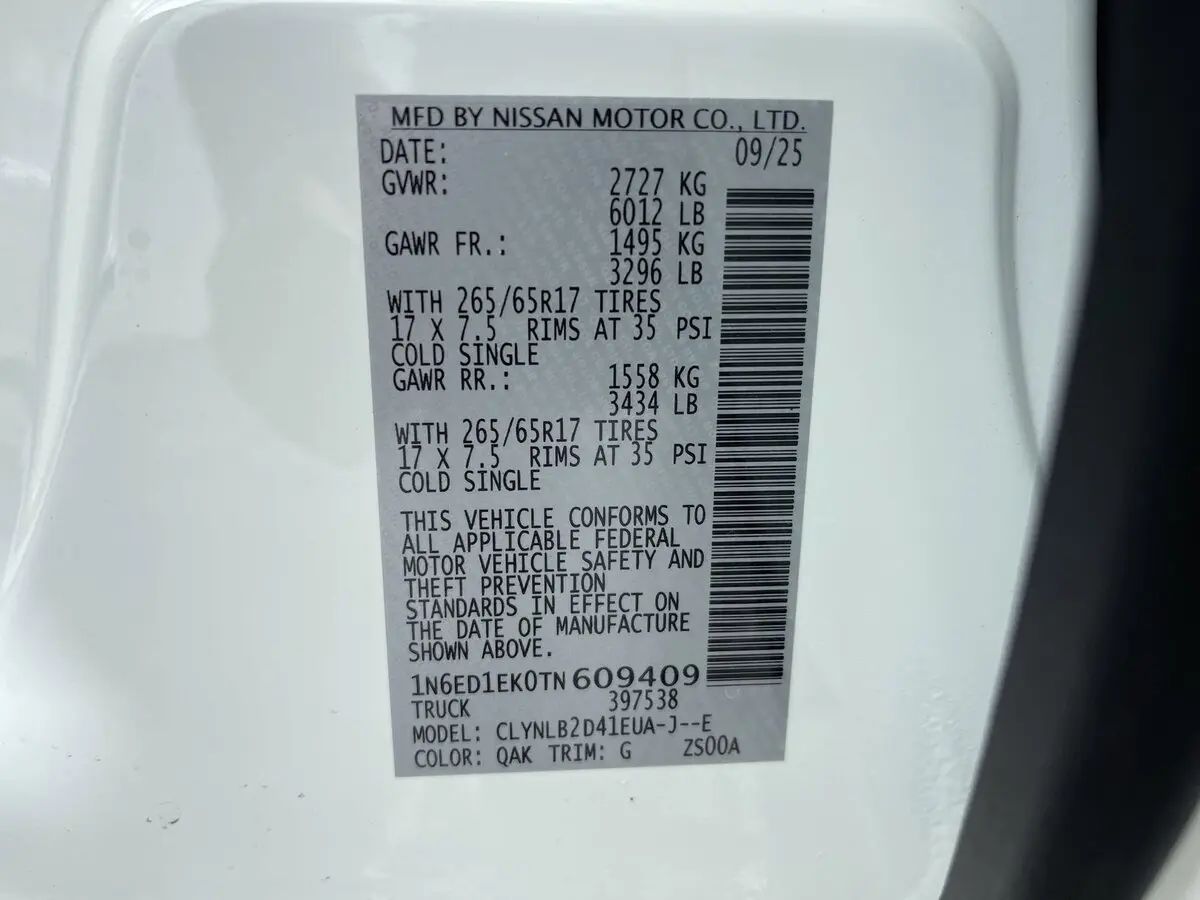 MFD BY NISSAN MOTOR CO., LTD.
DATE: 09/25
GVWR: 2727 KG
6012 LB
GAWR FR.: 1495 KG
3296 LB
WITH 265/65R17 TIRES
17 X 7.5 RIMS AT 35 PSI
COLD SINGLE
GAWR RR.: 1558 KG
3434 LB
WITH 265/65R17 TIRES
17 X 7.5 RIMS AT 35 PSI
COLD SINGLE
THIS VEHICLE CONFORMS TO
ALL APPLICABLE FEDERAL
MOTOR VEHICLE SAFETY AND
THEFT PREVENTION
STANDARDS IN EFFECT ON
THE DATE OF MANUFACTURE
SHOWN ABOVE.
1N6ED1EK0TN609409
TRUCK 397538
MODEL: CLYNLB2D41EUA-J--E
COLOR: QAK TRIM: G ZS00A